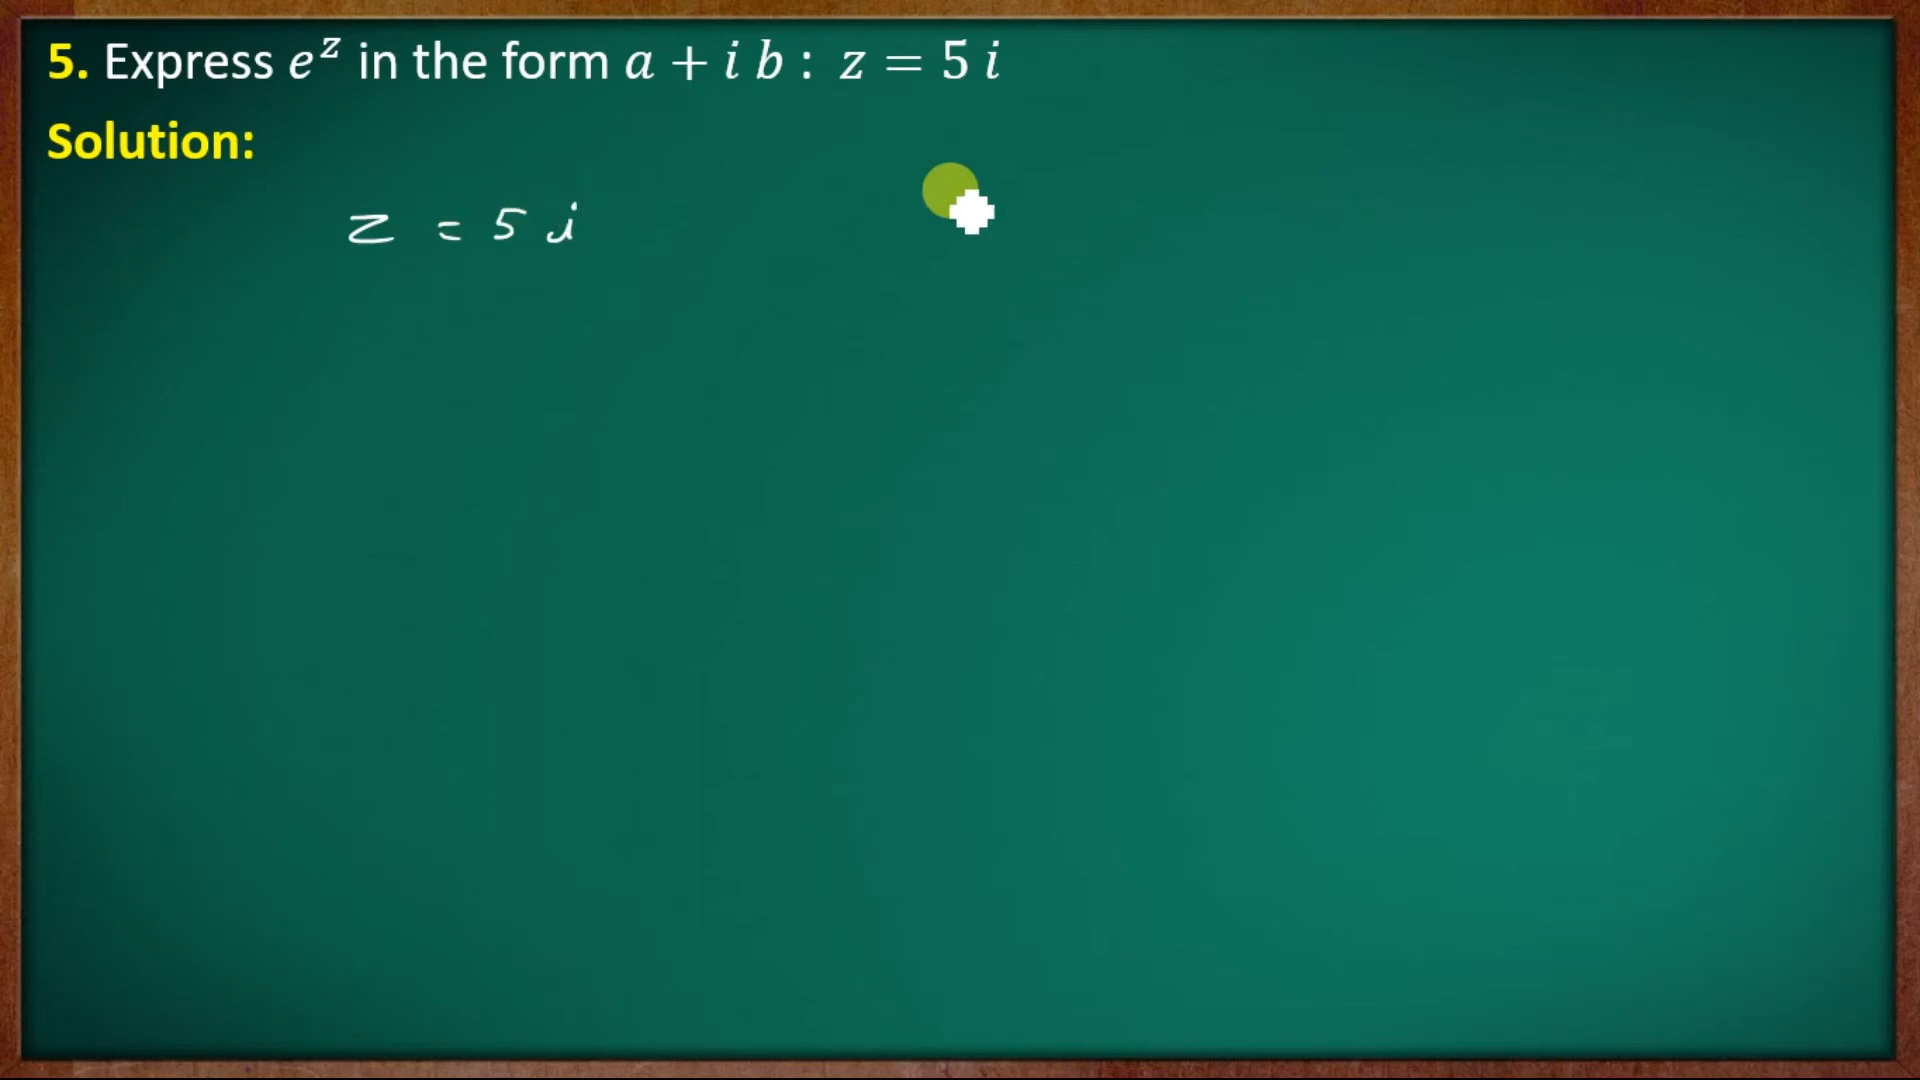 5. Express e^z in the form a + i b : z = 5 i
Solution:
z = 5 i